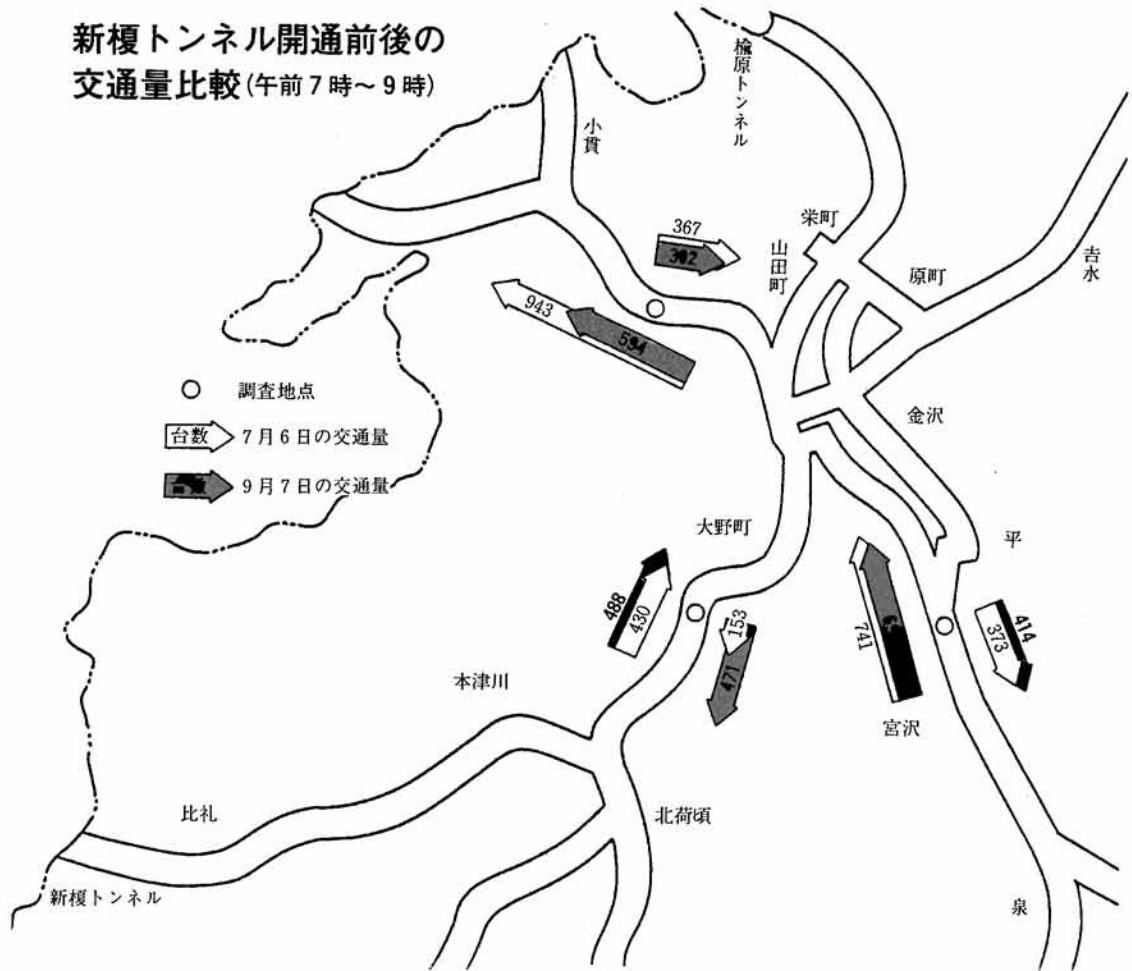 新榎トンネル開通前後の
交通量比較(午前7時～9時)
楡原トンネル
小貫
栄町
山田町
原町
吉水
367
302
943
594
調査地点
台数 7月6日の交通量
9月7日の交通量
金沢
大野町
平
488
430
153
471
741
414
373
本津川
宮沢
比礼
北荷頃
新榎トンネル
泉